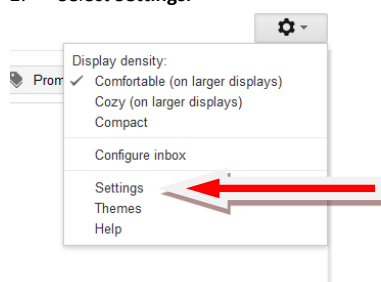 Select Settings.
Display density:
Prom
✓ Comfortable (on larger displays)
Cozy (on larger displays)
Compact
Configure inbox
Settings
Themes
Help